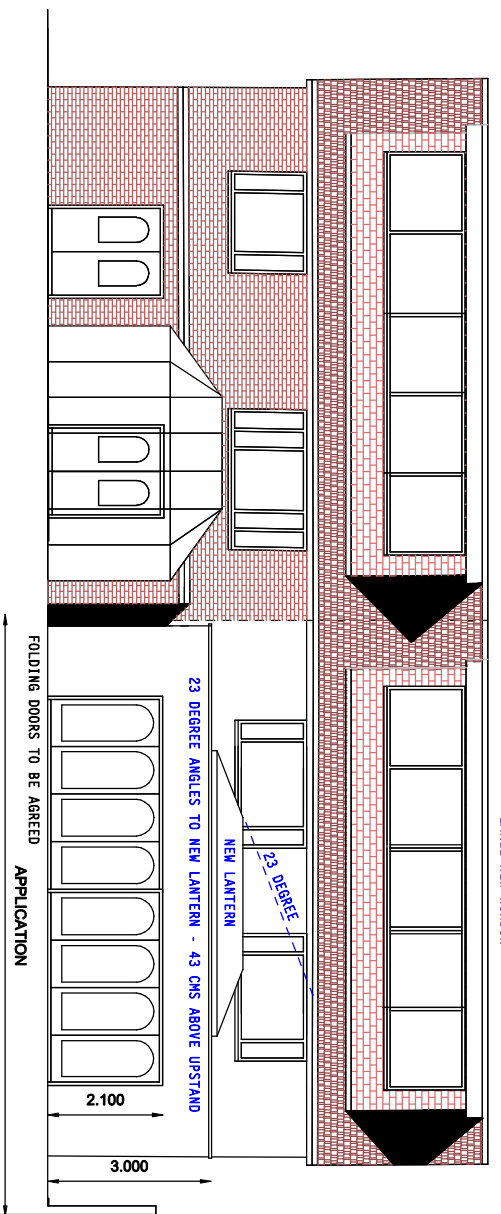 23 DEGREE
NEW LANTERN
23 DEGREE ANGLES TO NEW LANTERN - 43 CMS ABOVE UPSTAND
2.100
3.000
FOLDING DOORS TO BE AGREED
APPLICATION